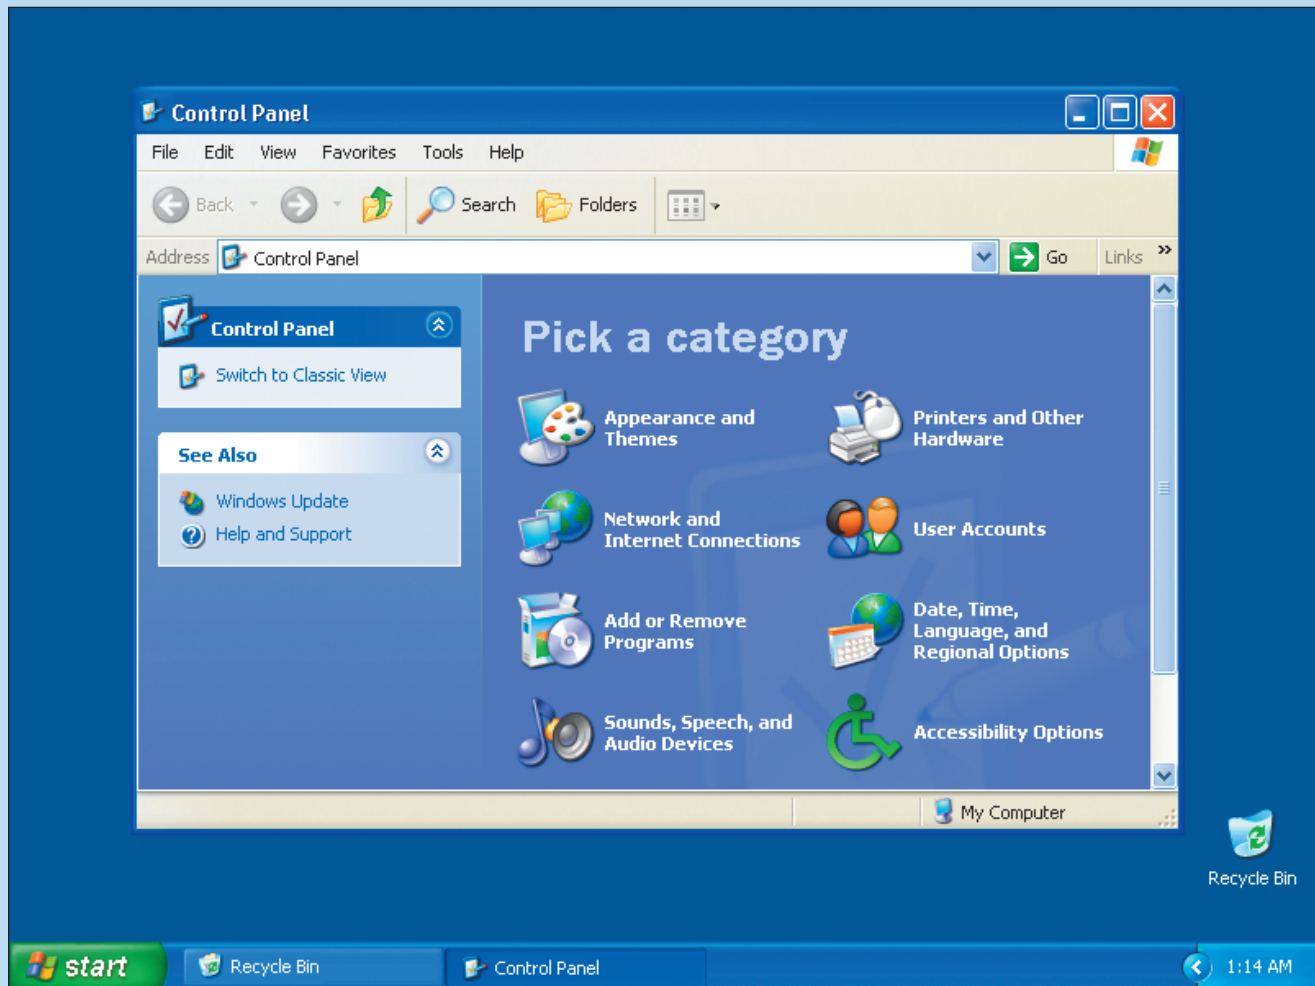 Control Panel
File Edit View Favorites Tools Help
Back Search Folders
Address Control Panel Go Links »
Control Panel
Switch to Classic View
See Also
Windows Update
Help and Support
Pick a category
Appearance and
Themes
Printers and Other
Hardware
Network and
Internet Connections
User Accounts
Add or Remove
Programs
Date, Time,
Language, and
Regional Options
Sounds, Speech, and
Audio Devices
Accessibility Options
My Computer
Recycle Bin
start Recycle Bin Control Panel 1:14 AM